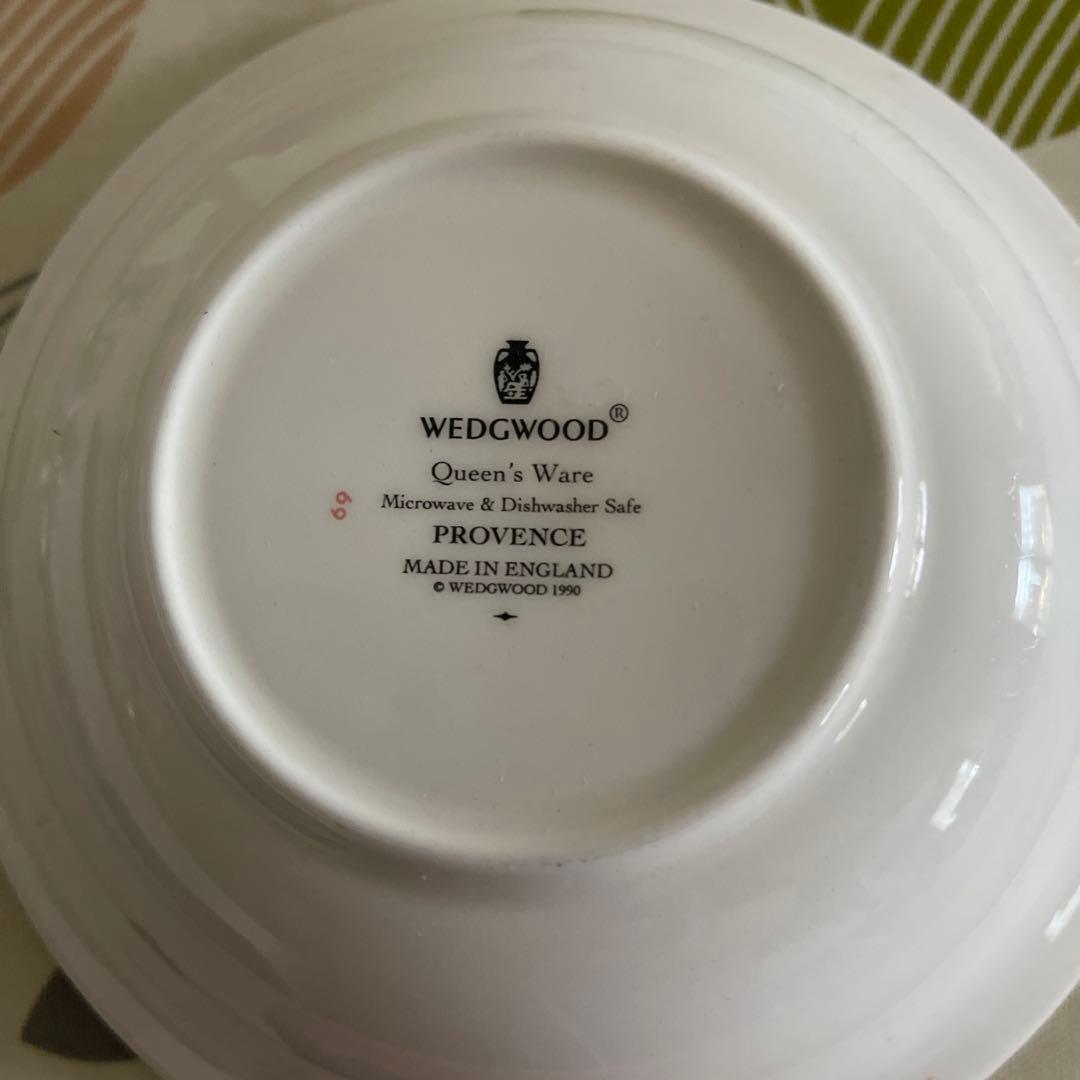 WEDGWOOD®
Queen's Ware
Microwave & Dishwasher Safe
PROVENCE
MADE IN ENGLAND
© WEDGWOOD 1990
69